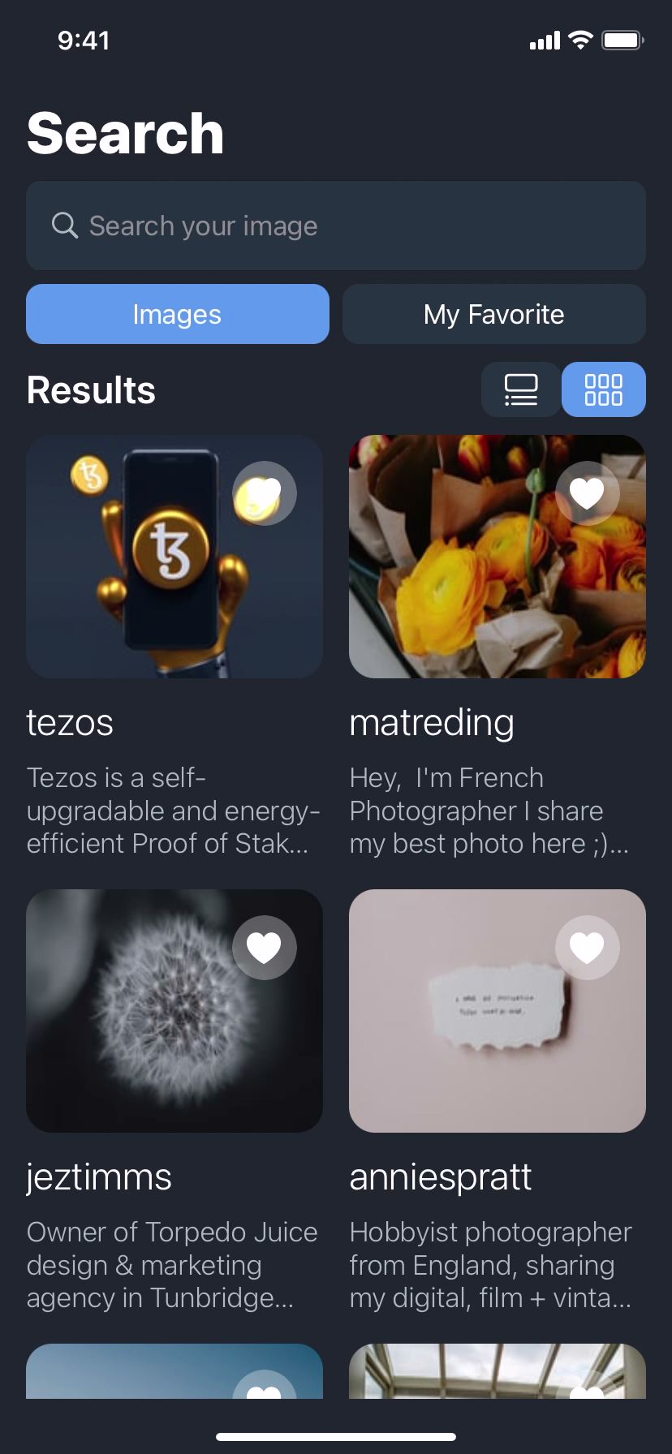 9:41
Search
Search your image
Images
My Favorite
Results
tezos
matreding
Tezos is a self-
upgradable and energy-
efficient Proof of Stak...
Hey,  I'm French
Photographer I share
my best photo here ;)...
jeztimms
anniespratt
Owner of Torpedo Juice
design & marketing
agency in Tunbridge...
Hobbyist photographer
from England, sharing
my digital, film + vinta...